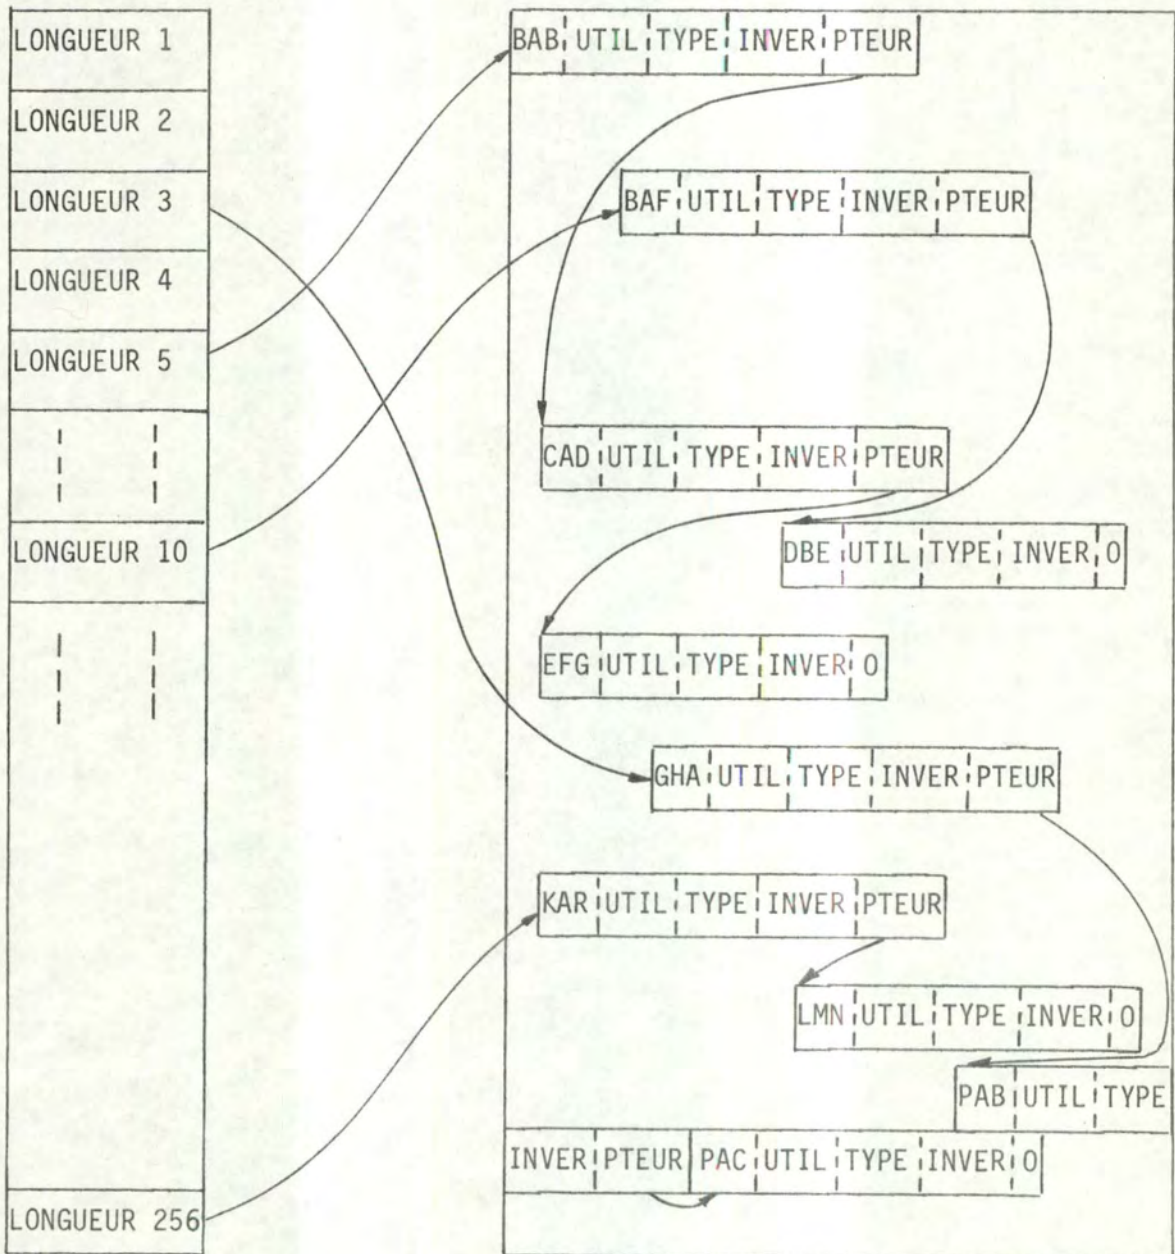 LONGUEUR 1
LONGUEUR 2
LONGUEUR 3
LONGUEUR 4
LONGUEUR 5
LONGUEUR 10
LONGUEUR 256
BAB UTIL TYPE INVER PTEUR
BAF UTIL TYPE INVER PTEUR
CAD UTIL TYPE INVER PTEUR
DBE UTIL TYPE INVER 0
EFG UTIL TYPE INVER 0
GHA UTIL TYPE INVER PTEUR
KAR UTIL TYPE INVER PTEUR
LMN UTIL TYPE INVER 0
PAB UTIL TYPE
INVER PTEUR PAC UTIL TYPE INVER 0